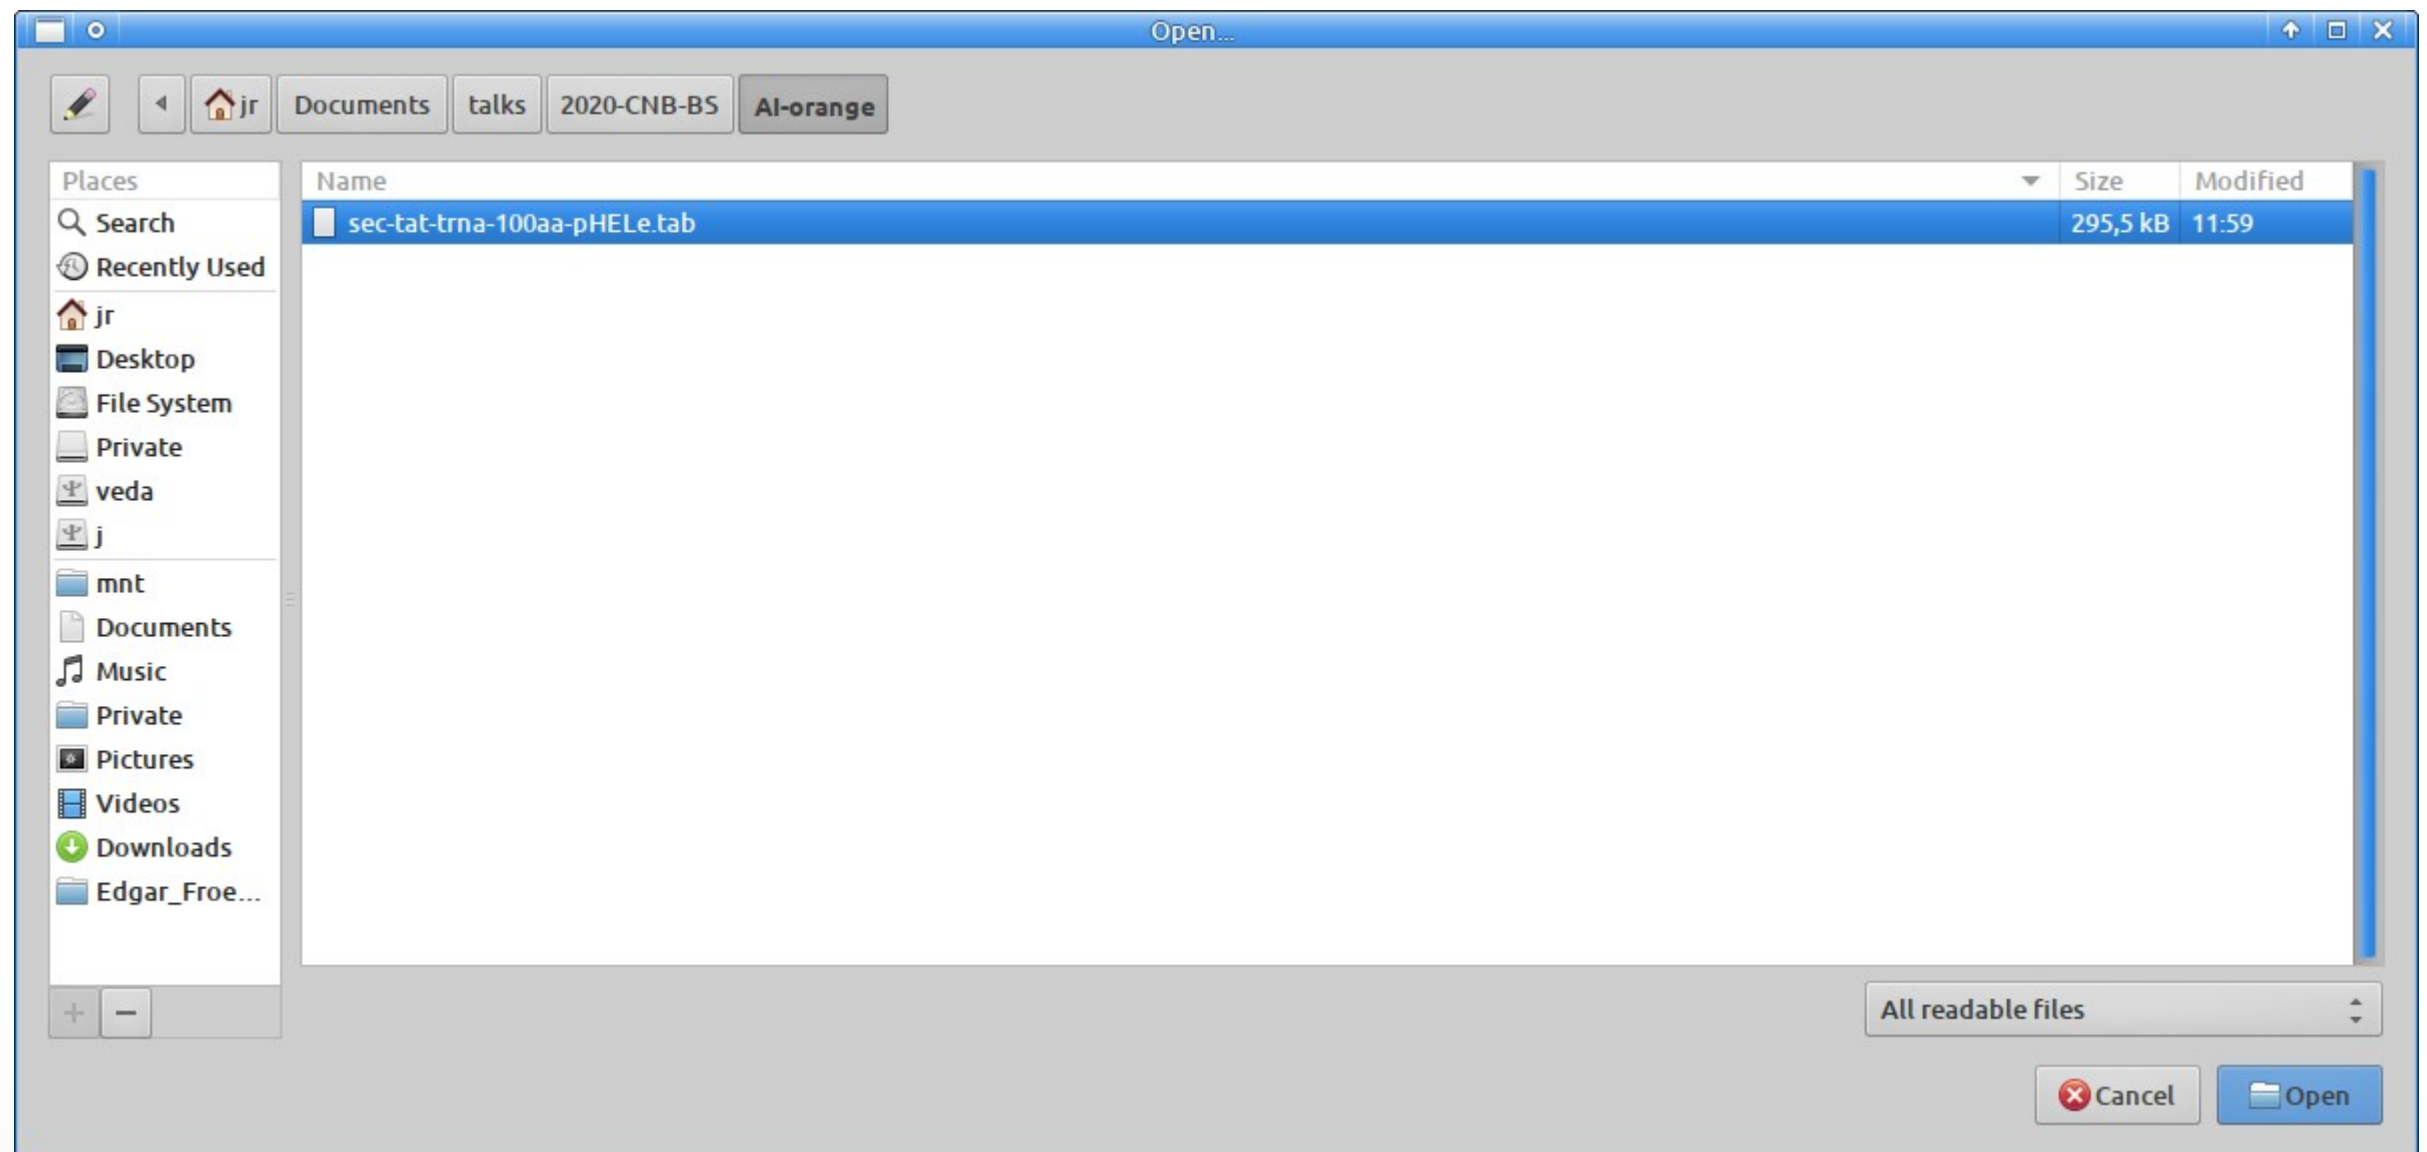 Open...
jr Documents talks 2020-CNB-BS AI-orange
Places
Search
Recently Used
jr
Desktop
File System
Private
veda
j
mnt
Documents
Music
Private
Pictures
Videos
Downloads
Edgar_Froe...
Name Size Modified
sec-tat-trna-100aa-pHELe.tab 295,5 kB 11:59
All readable files
Cancel Open